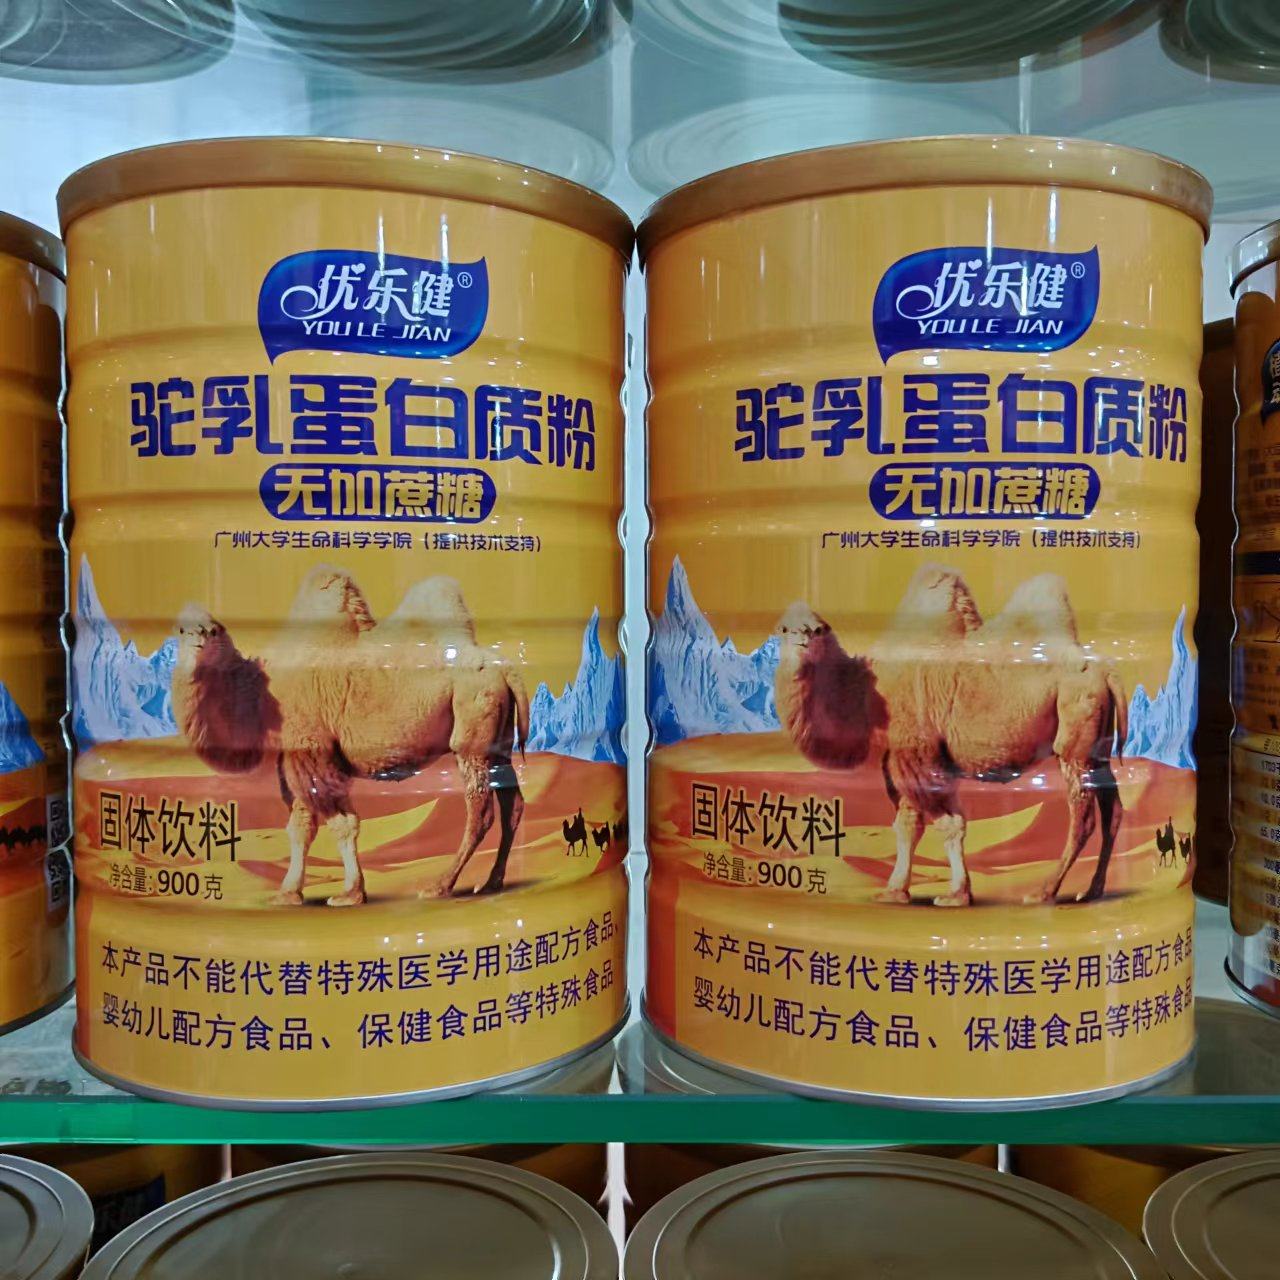 优乐健®
YOU LE JIAN
驼乳蛋白质粉
无加蔗糖
广州大学生命科学学院（提供技术支持）
固体饮料
净含量:900克
本产品不能代替特殊医学用途配方食品、
婴幼儿配方食品、保健食品等特殊食品
优乐健®
YOU LE JIAN
驼乳蛋白质粉
无加蔗糖
广州大学生命科学学院（提供技术支持）
固体饮料
净含量:900克
本产品不能代替特殊医学用途配方食品
婴幼儿配方食品、保健食品等特殊食品